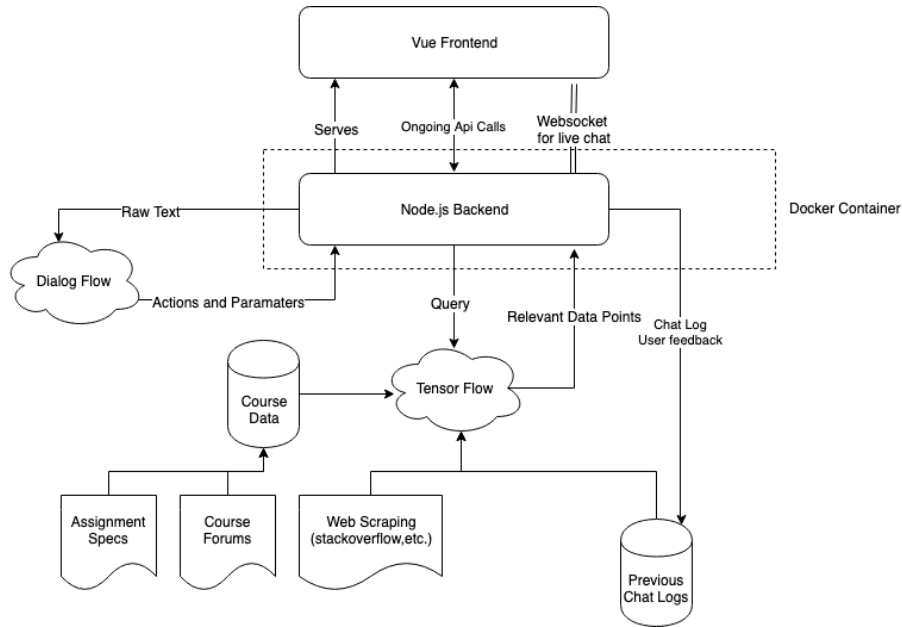 Vue Frontend
Serves
Ongoing Api Calls
Websocket
for live chat
Node.js Backend
Docker Container
Raw Text
Dialog Flow
Actions and Paramaters
Query
Relevant Data Points
Chat Log
User feedback
Course
Data
Tensor Flow
Assignment
Specs
Course
Forums
Web Scraping
(stackoverflow,etc.)
Previous
Chat Logs